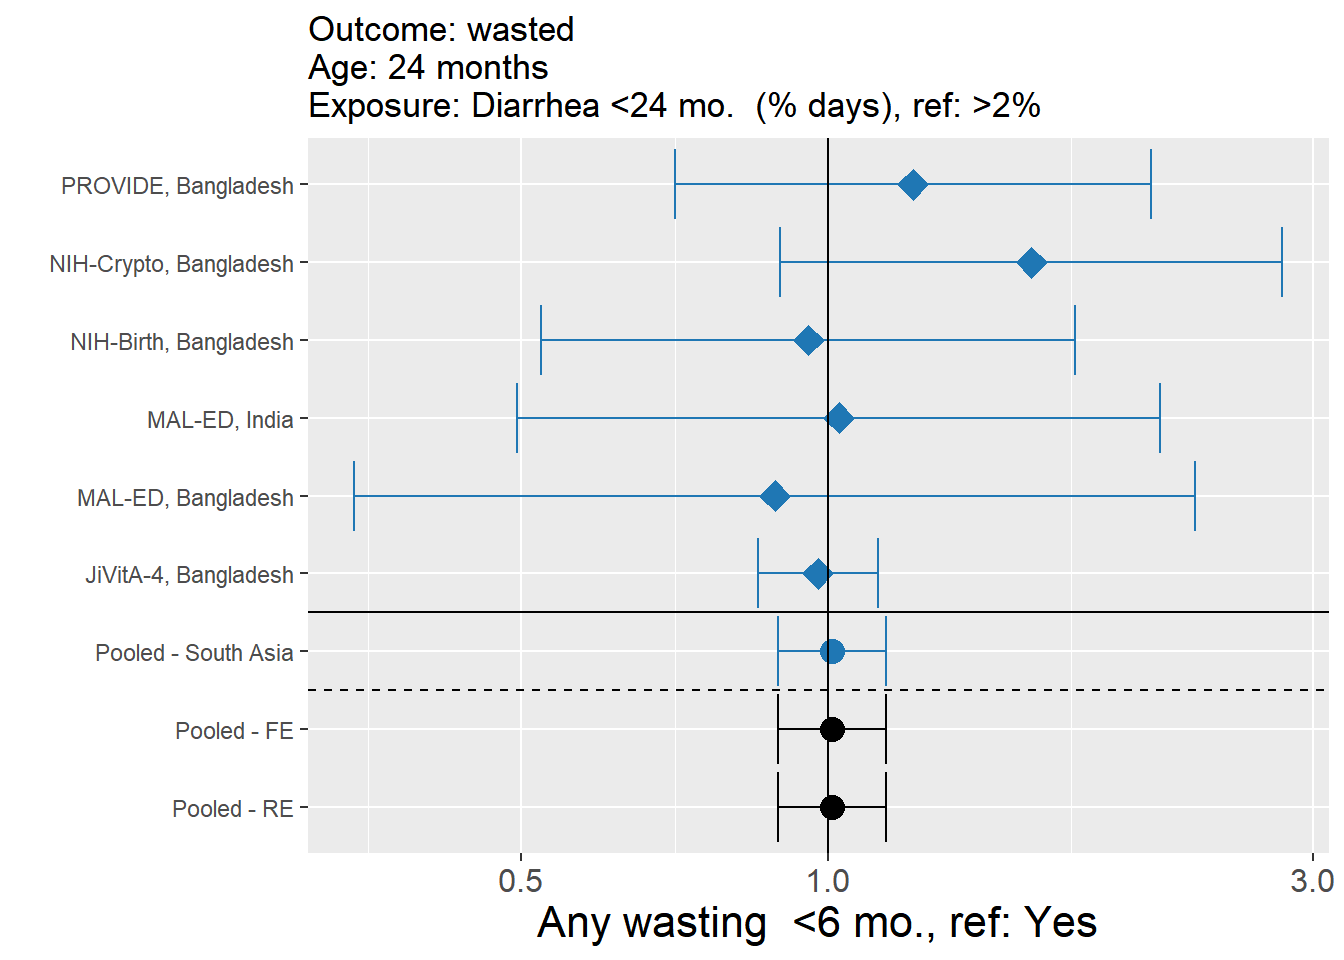 Outcome: wasted
Age: 24 months
Exposure: Diarrhea <24 mo.  (% days), ref: >2%
PROVIDE, Bangladesh
NIH-Crypto, Bangladesh
NIH-Birth, Bangladesh
MAL-ED, India
MAL-ED, Bangladesh
JiVitA-4, Bangladesh
Pooled - South Asia
Pooled - FE
Pooled - RE
0.5 1.0 3.0
Any wasting  <6 mo., ref: Yes